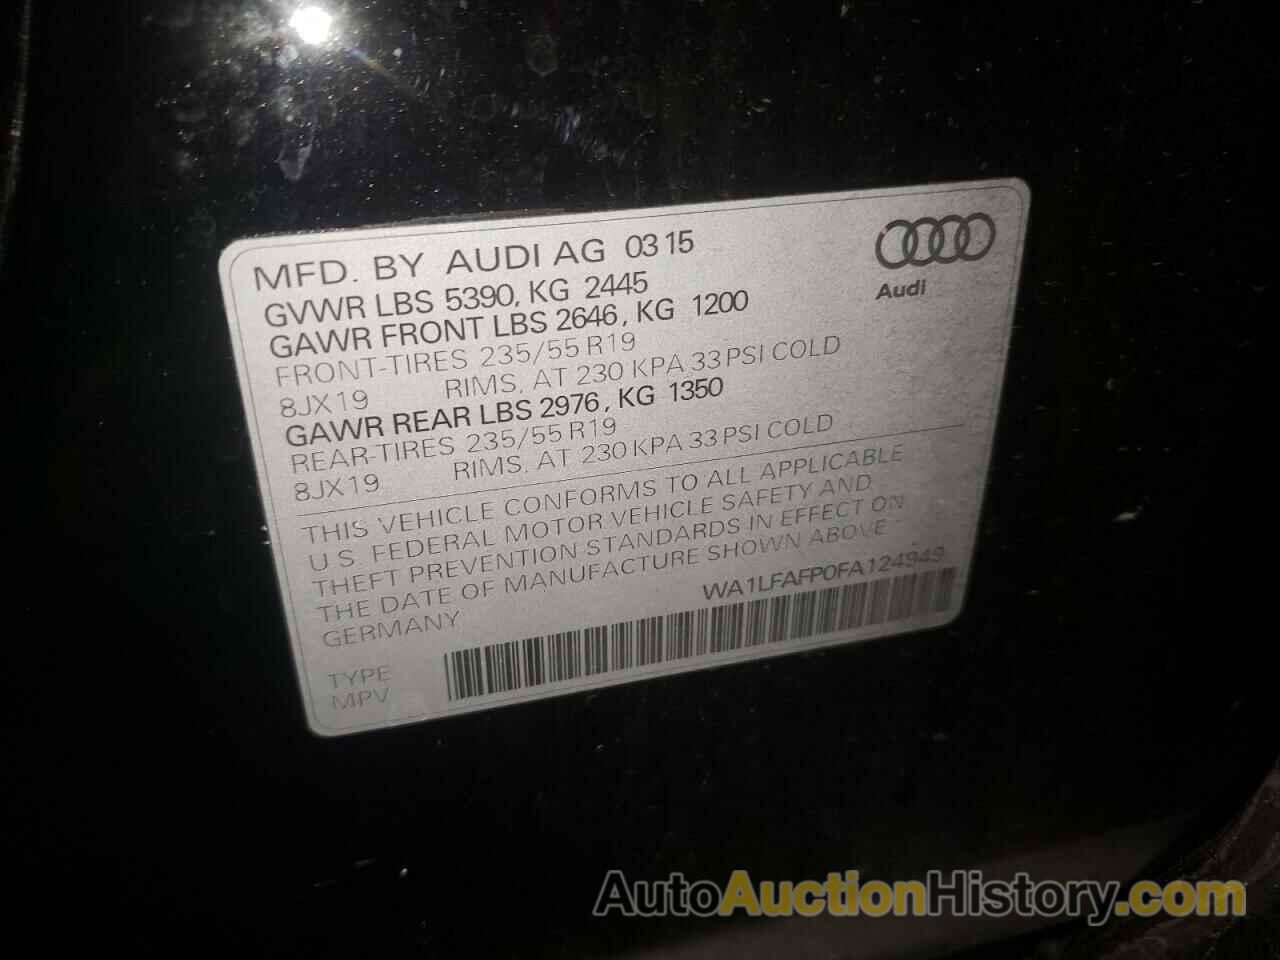 MFD. BY AUDI AG 03 15
Audi
GVWR LBS 5390, KG 2445
GAWR FRONT LBS 2646, KG 1200
FRONT-TIRES 235/55 R19
8JX19 RIMS. AT 230 KPA 33 PSI COLD
GAWR REAR LBS 2976, KG 1350
REAR-TIRES 235/55 R19
8JX19 RIMS. AT 230 KPA 33 PSI COLD
THIS VEHICLE CONFORMS TO ALL APPLICABLE
U S. FEDERAL MOTOR VEHICLE SAFETY AND
THEFT PREVENTION STANDARDS IN EFFECT ON
THE DATE OF MANUFACTURE SHOWN ABOVE
GERMANY
WA1LFAFP0FA124949
TYPE
MPV
AutoAuctionHistory.com